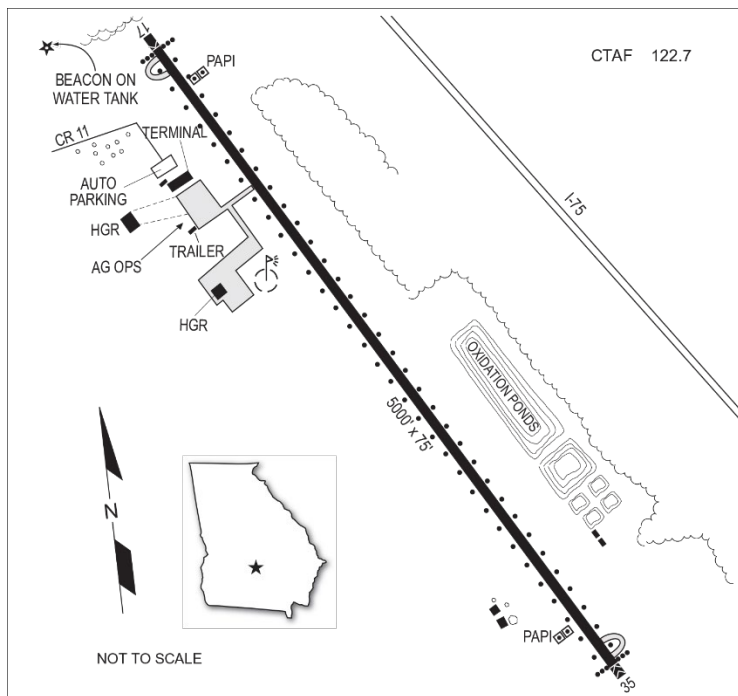 17
PAPI
CTAF 122.7
BEACON ON
WATER TANK
CR 11
TERMINAL
AUTO
PARKING
I-75
HGR
TRAILER
AG OPS
HGR
OXIDATION PONDS
5000' x 75'
N
PAPI
35
NOT TO SCALE